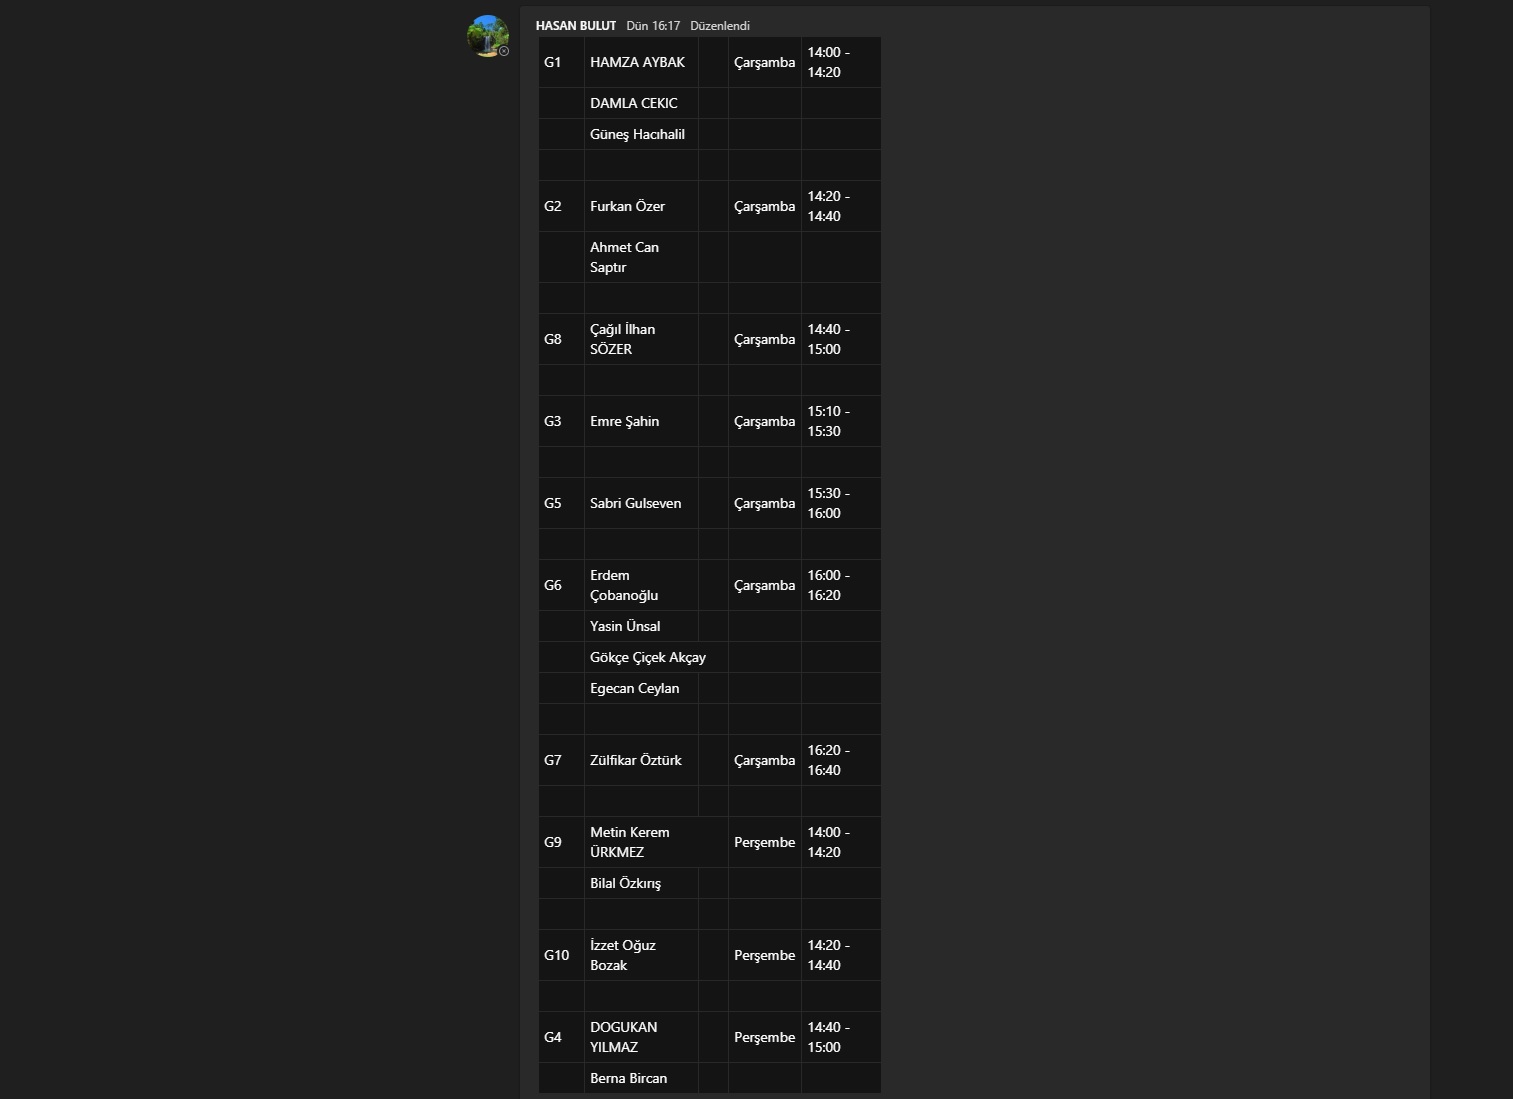 HASAN BULUT Dün 16:17 Düzenlendi
G1 HAMZA AYBAK Çarşamba 14:00 -
14:20
DAMLA CEKIC
Güneş Hacıhalil
G2 Furkan Özer Çarşamba 14:20 -
14:40
Ahmet Can
Saptır
G8 Çağıl İlhan
SÖZER Çarşamba 14:40 -
15:00
G3 Emre Şahin Çarşamba 15:10 -
15:30
G5 Sabri Gulseven Çarşamba 15:30 -
16:00
G6 Erdem
Çobanoğlu Çarşamba 16:00 -
16:20
Yasin Ünsal
Gökçe Çiçek Akçay
Egecan Ceylan
G7 Zülfikar Öztürk Çarşamba 16:20 -
16:40
G9 Metin Kerem
ÜRKMEZ Perşembe 14:00 -
14:20
Bilal Özkırış
G10 İzzet Oğuz
Bozak Perşembe 14:20 -
14:40
G4 DOGUKAN
YILMAZ Perşembe 14:40 -
15:00
Berna Bircan